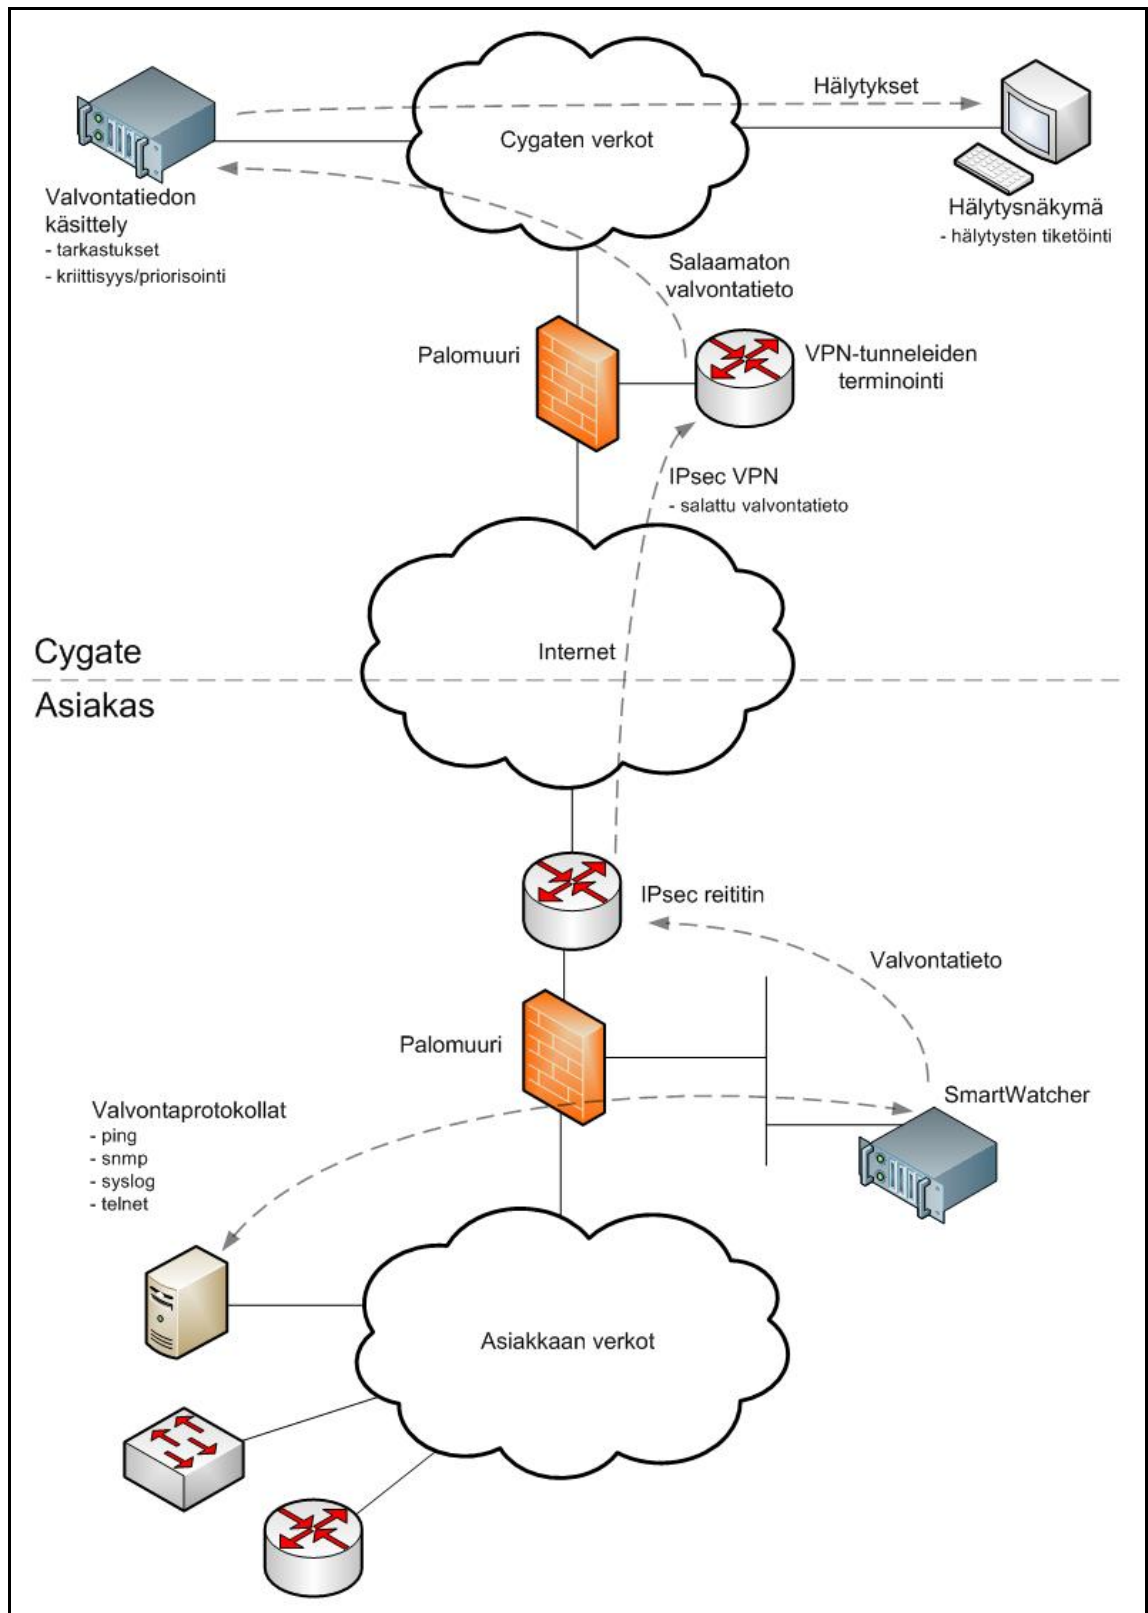 Hälytykset
Cygaten verkot
Valvontatiedon
käsittely
- tarkastukset
- kriittisyys/priorisointi
Hälytysnäkymä
- hälytysten tiketöinti
Salaamaton
valvontatieto
Palomuuri
VPN-tunneleiden
terminointi
IPsec VPN
- salattu valvontatieto
Internet
Cygate
Asiakas
IPsec reititin
Valvontatieto
Palomuuri
SmartWatcher
Valvontaprotokollat
- ping
- snmp
- syslog
- telnet
Asiakkaan verkot